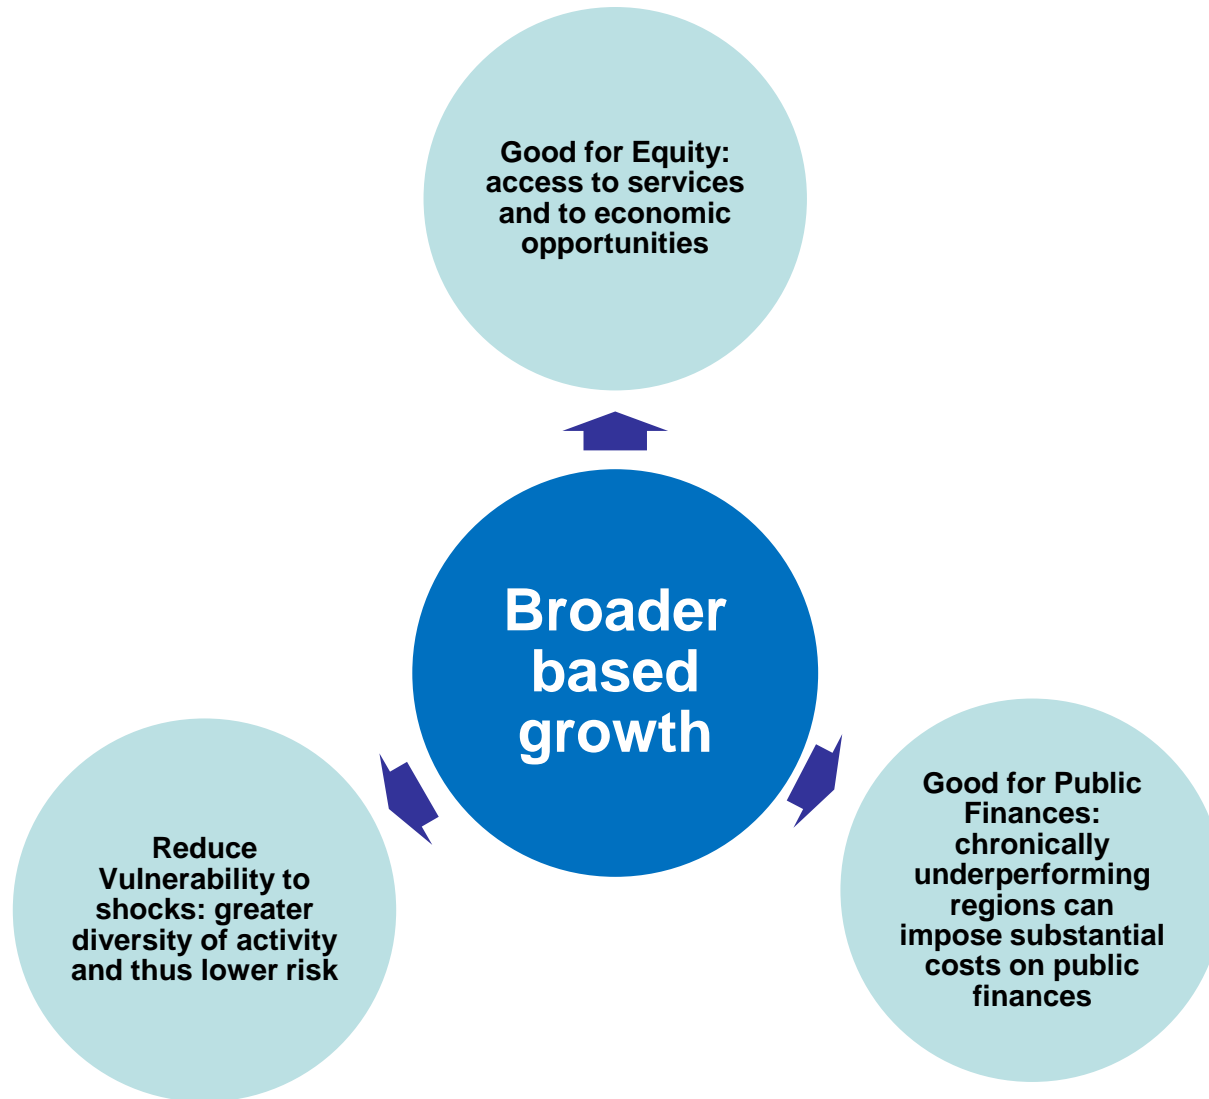 Good for Equity:
access to services
and to economic
opportunities
Broader
based
growth
Reduce
Vulnerability to
shocks: greater
diversity of activity
and thus lower risk
Good for Public
Finances:
chronically
underperforming
regions can
impose substantial
costs on public
finances